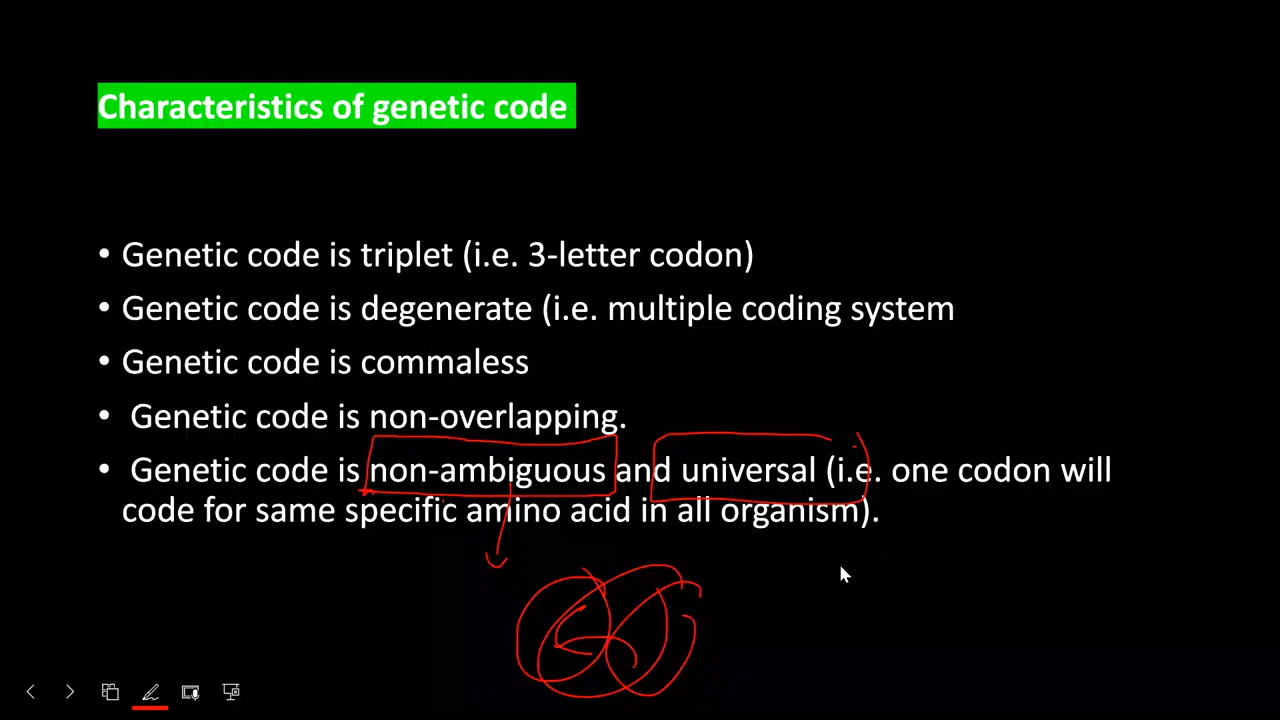 Characteristics of genetic code
• Genetic code is triplet (i.e. 3-letter codon)
• Genetic code is degenerate (i.e. multiple coding system
• Genetic code is commaless
• Genetic code is non-overlapping.
• Genetic code is non-ambiguous and universal (i.e. one codon will
code for same specific amino acid in all organism).